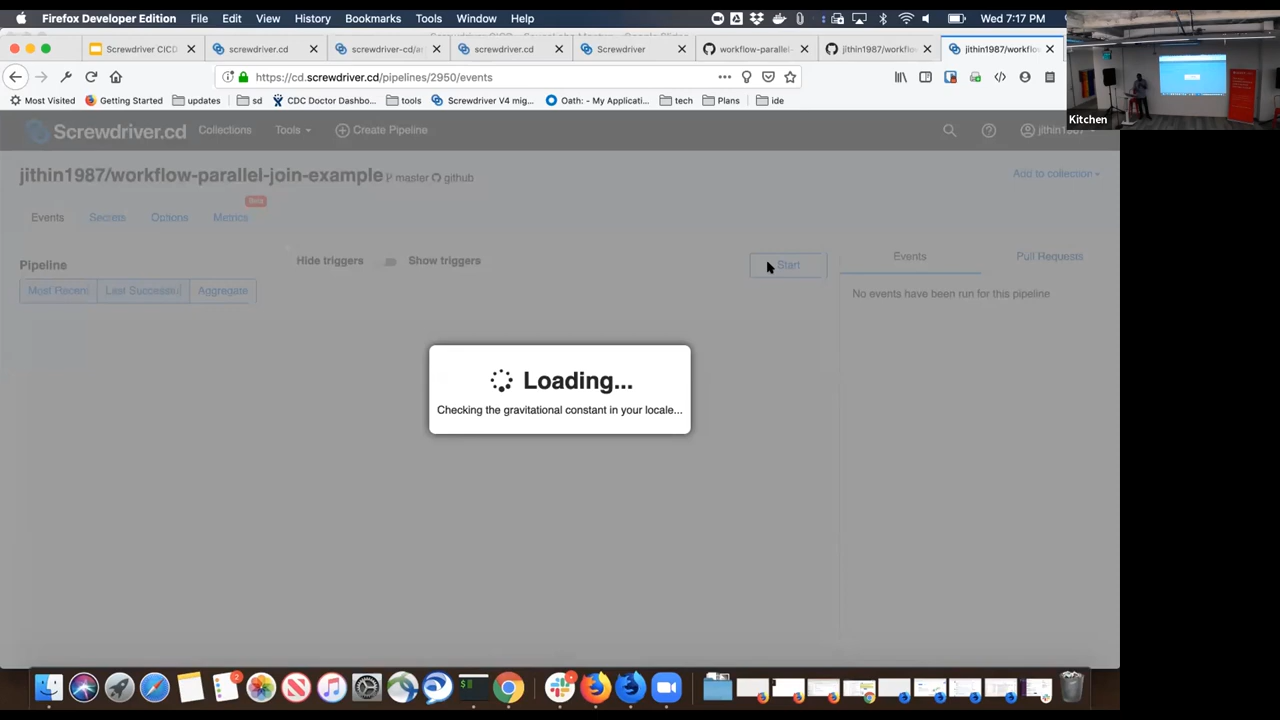 Firefox Developer Edition File Edit View History Bookmarks Tools Window Help Wed 7:17 PM
Screwdriver CICD screwdriver.cd screwdriver-cd/ar screwdriver.cd Screwdriver workflow-parallel- jithin1987/workflo jithin1987/workflo
https://cd.screwdriver.cd/pipelines/2950/events
Most Visited Getting Started updates sd CDC Doctor Dashbo... tools Screwdriver V4 mig... Oath: - My Applicati... tech Plans ide
Kitchen
Screwdriver.cd Collections Tools Create Pipeline jithin1987
jithin1987/workflow-parallel-join-example master github Add to collection
Beta
Events Secrets Options Metrics
Pipeline Hide triggers Show triggers Start Events Pull Requests
Most Recent Last Successful Aggregate No events have been run for this pipeline
Loading...
Checking the gravitational constant in your locale...
2